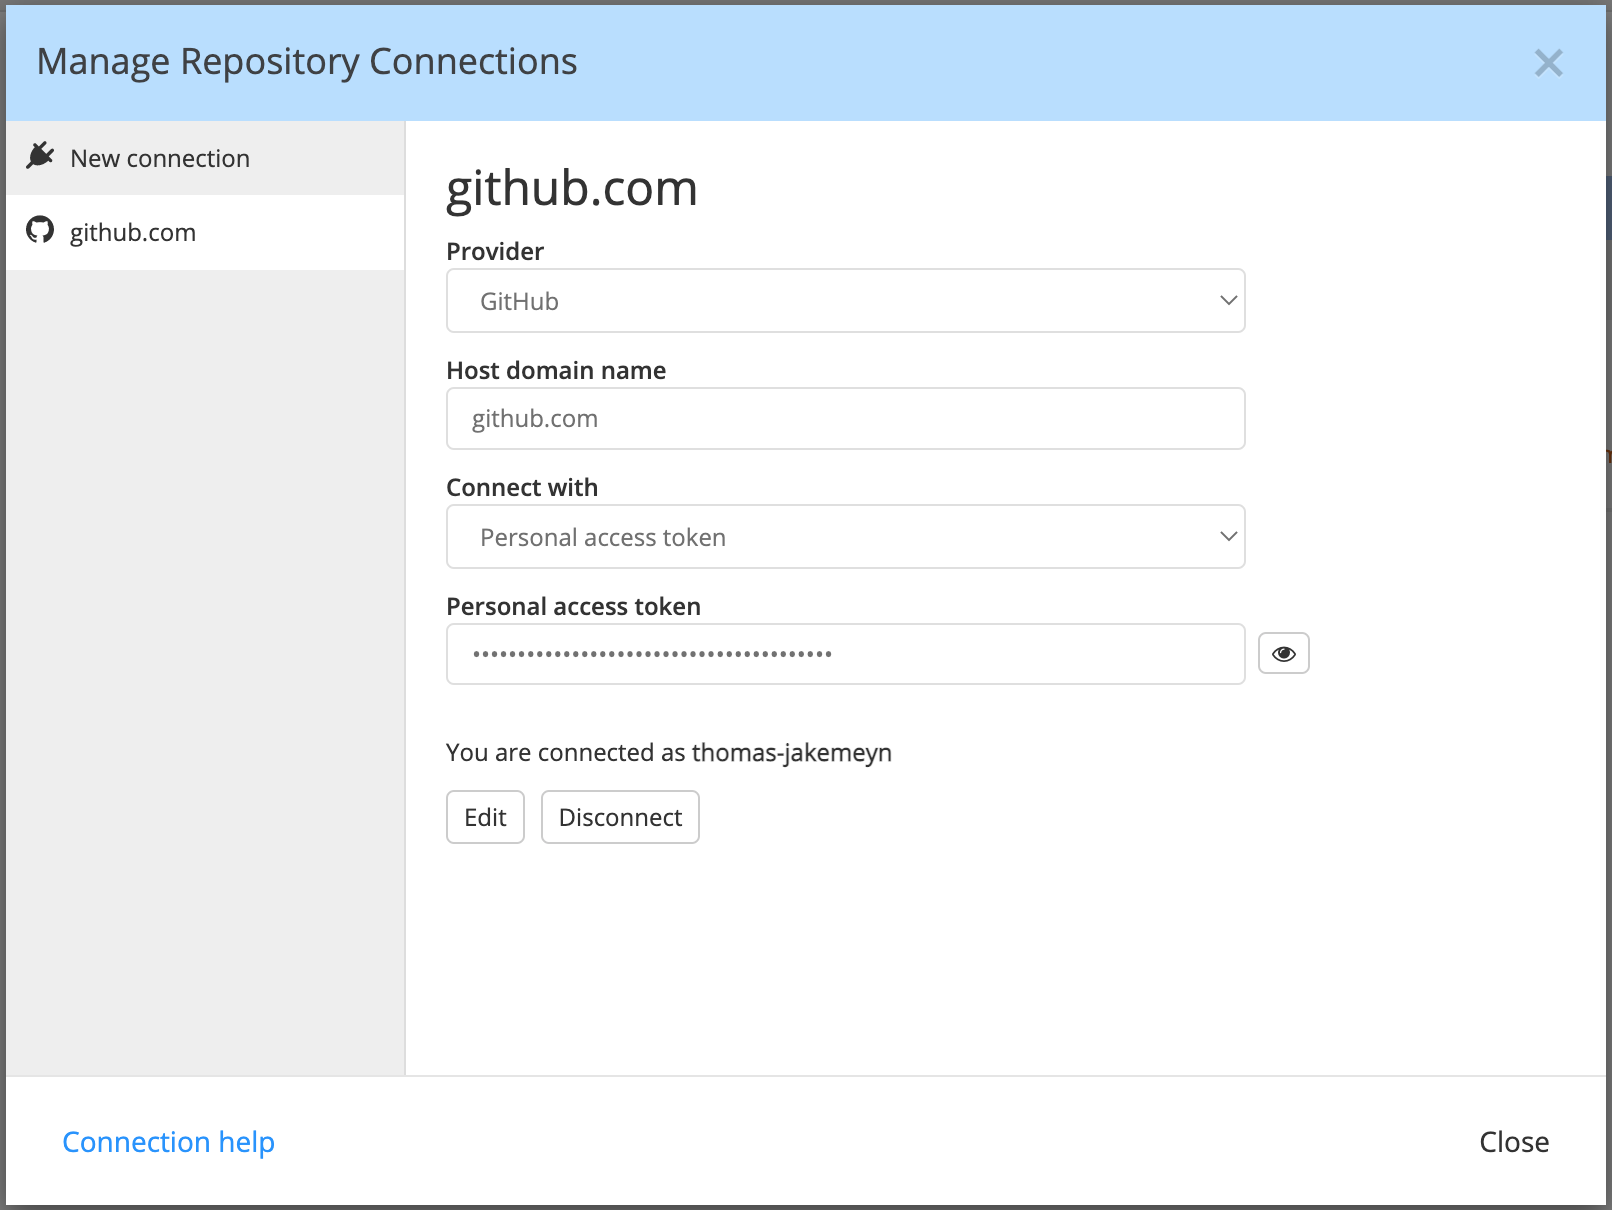 Manage Repository Connections
New connection
github.com
github.com
Provider
GitHub
Host domain name
github.com
Connect with
Personal access token
Personal access token
••••••••••••••••••••••••••••••••••••••••
You are connected as thomas-jakemeyn
Edit
Disconnect
Connection help
Close